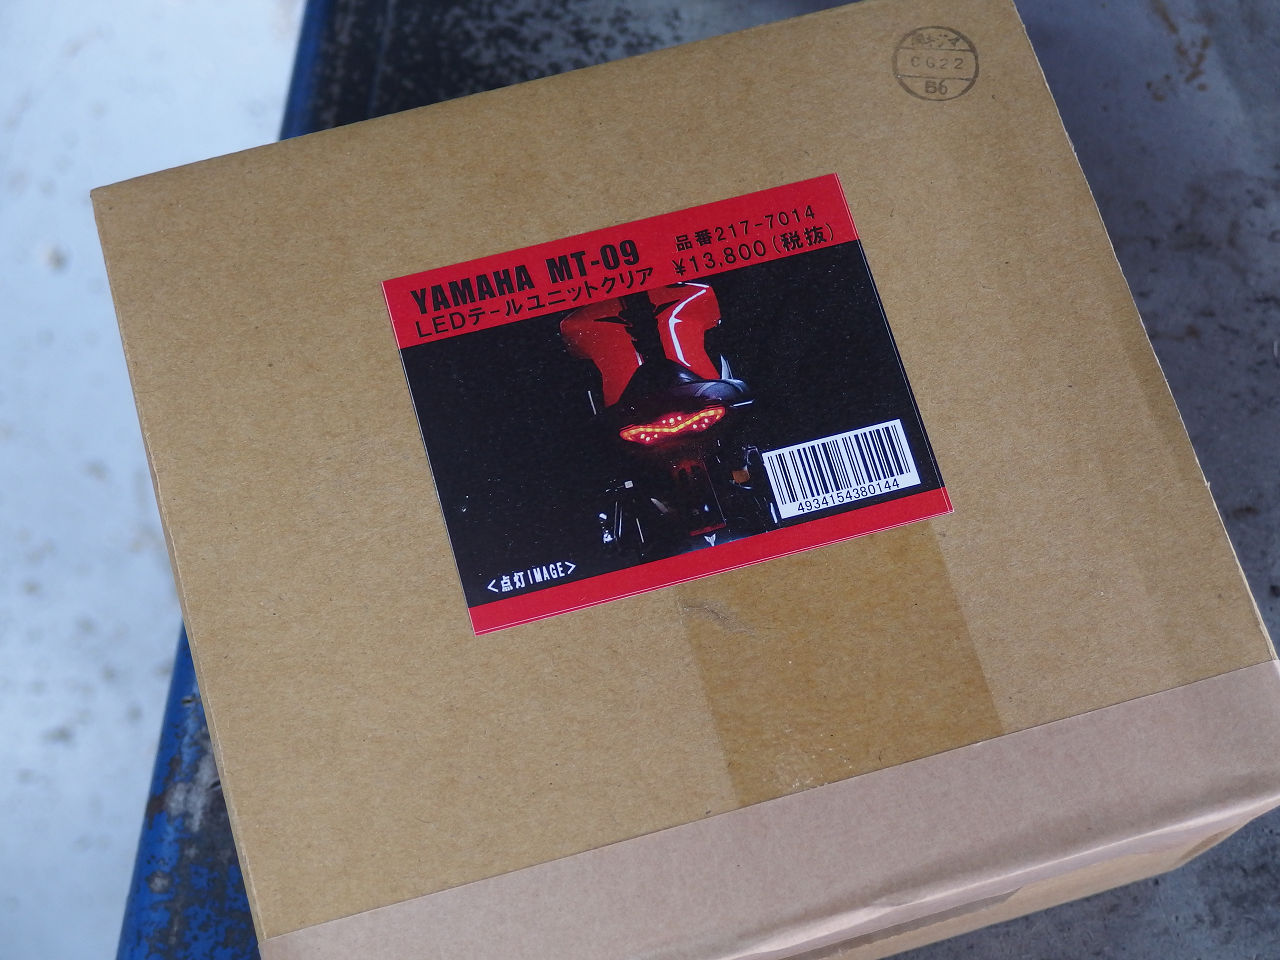 CG22
B6
YAMAHA MT-09
LEDテールユニットクリア
品番217-7014
¥13,800(税抜)
4934154380144
<点灯IMAGE>